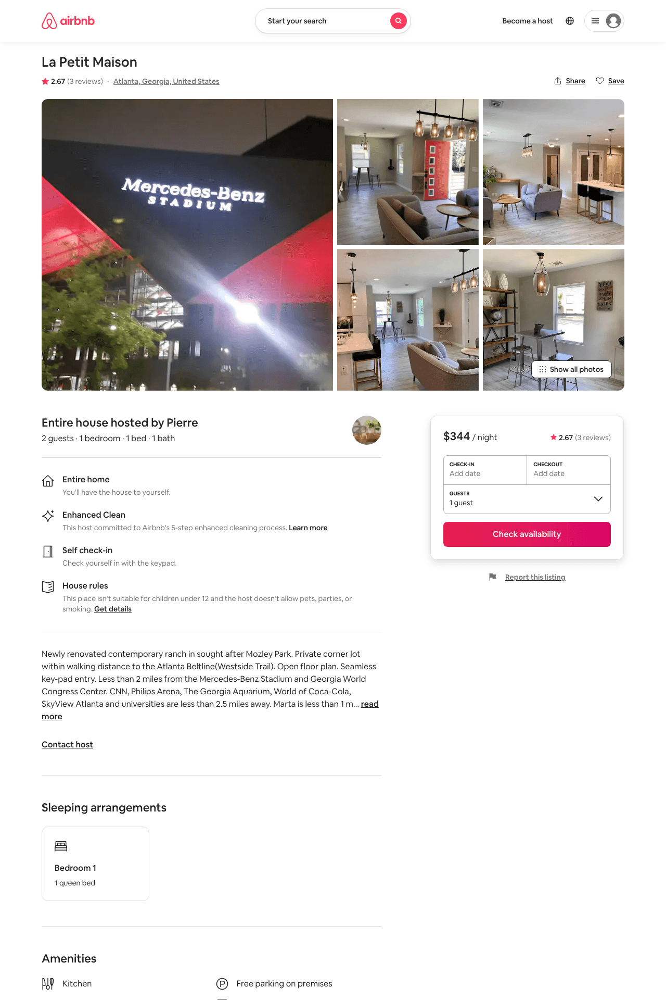 airbnb
Start your search
Become a host
La Petit Maison
2.67 (3 reviews) · Atlanta, Georgia, United States
Share
Save
Mercedes-Benz
STADIUM
YOU
WHEN
SKIES
Show all photos
Entire house hosted by Pierre
2 guests · 1 bedroom · 1 bed · 1 bath
$344 / night
2.67 (3 reviews)
CHECK-IN
Add date
CHECKOUT
Add date
GUESTS
1 guest
Check availability
Report this listing
Entire home
You’ll have the house to yourself.
Enhanced Clean
This host committed to Airbnb's 5-step enhanced cleaning process. Learn more
Self check-in
Check yourself in with the keypad.
House rules
This place isn’t suitable for children under 12 and the host doesn’t allow pets, parties, or
smoking. Get details
Newly renovated contemporary ranch in sought after Mozley Park. Private corner lot
within walking distance to the Atlanta Beltline(Westside Trail). Open floor plan. Seamless
key-pad entry. Less than 2 miles from the Mercedes-Benz Stadium and Georgia World
Congress Center. CNN, Philips Arena, The Georgia Aquarium, World of Coca-Cola,
SkyView Atlanta and universities are less than 2.5 miles away. Marta is less than 1 m... read
more
Contact host
Sleeping arrangements
Bedroom 1
1 queen bed
Amenities
Kitchen
Free parking on premises